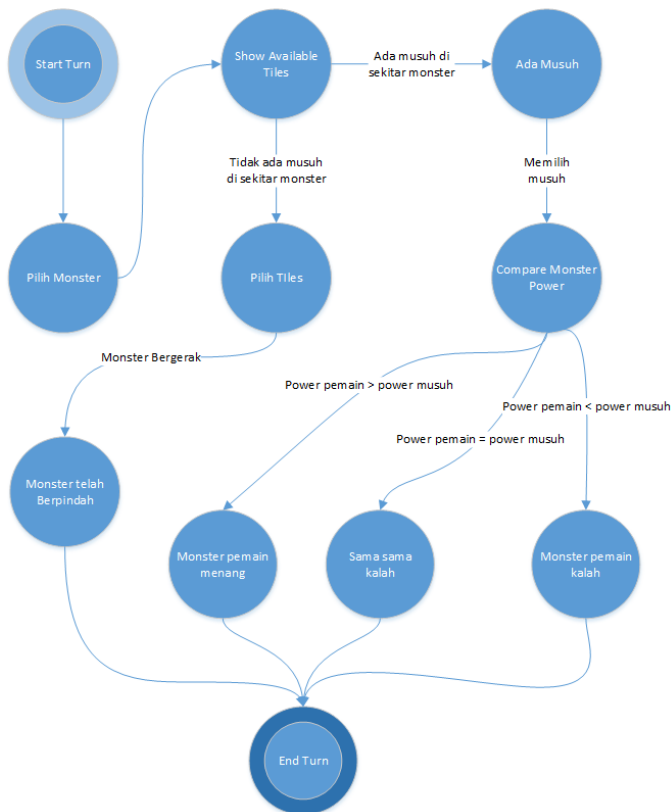 Start Turn
Show Available
Tiles
Ada musuh di
sekitar monster
Ada Musuh
Tidak ada musuh
di sekitar monster
Memilih
musuh
Pilih Monster
Pilih TIles
Compare Monster
Power
Monster Bergerak
Power pemain > power musuh
Power pemain < power musuh
Power pemain = power musuh
Monster telah
Berpindah
Monster pemain
menang
Sama sama
kalah
Monster pemain
kalah
End Turn